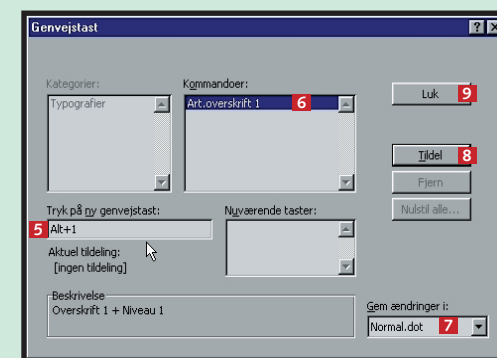 Genvejstast
Kategorier:
Kommandoer:
Typografier
Art.overskrift 1
6
Luk
9
Tildel
8
Fjern
Nulstil alle...
Tryk på ny genvejstast:
Nuværende taster:
5
Alt+1
Aktuel tildeling:
[ingen tildeling]
Beskrivelse
Overskrift 1 + Niveau 1
Gem ændringer i:
Normal.dot
7